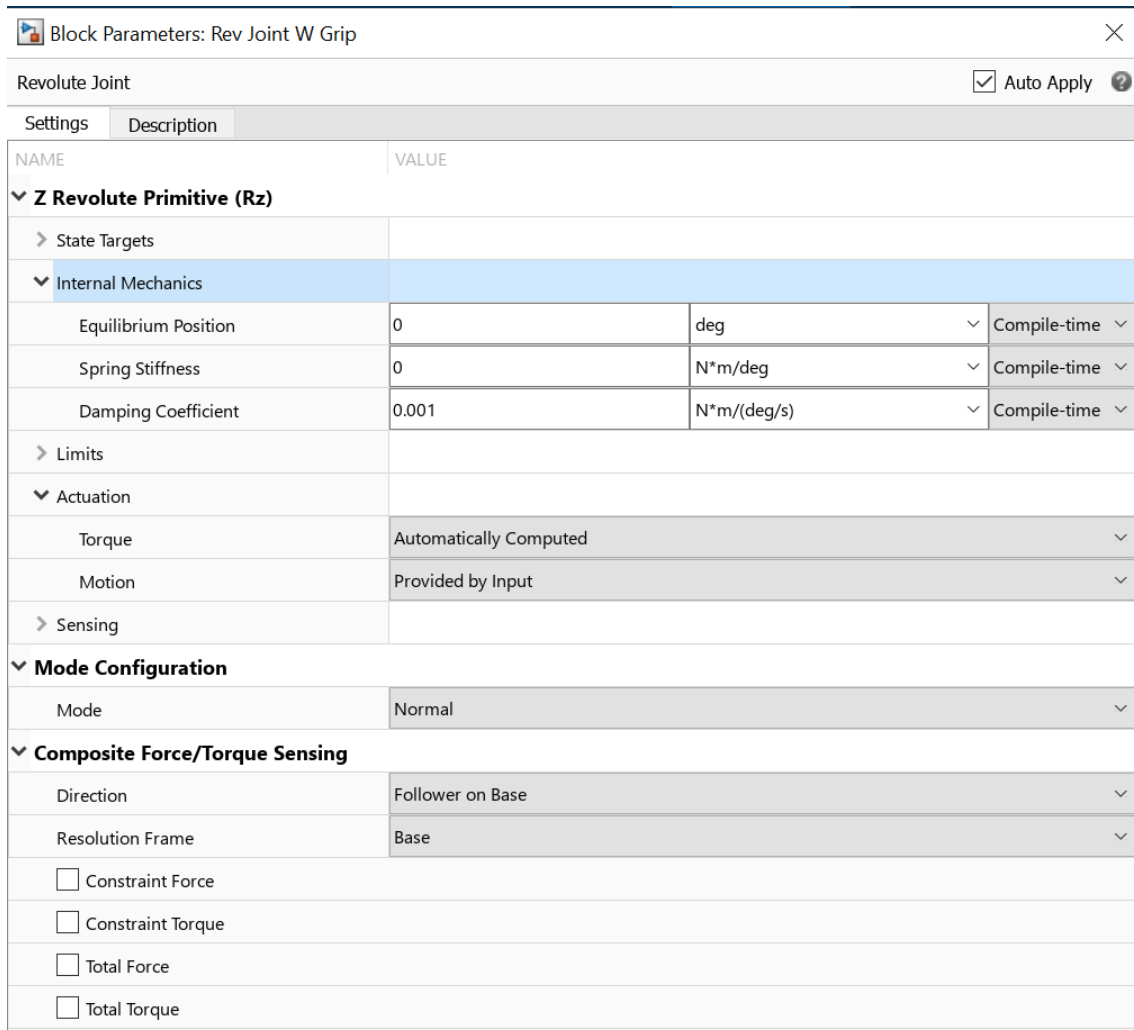 Block Parameters: Rev Joint W Grip
Revolute Joint Auto Apply ?
Settings Description
NAME VALUE
Z Revolute Primitive (Rz)
State Targets
Internal Mechanics
Equilibrium Position 0 deg Compile-time
Spring Stiffness 0 N*m/deg Compile-time
Damping Coefficient 0.001 N*m/(deg/s) Compile-time
Limits
Actuation
Torque Automatically Computed
Motion Provided by Input
Sensing
Mode Configuration
Mode Normal
Composite Force/Torque Sensing
Direction Follower on Base
Resolution Frame Base
Constraint Force
Constraint Torque
Total Force
Total Torque